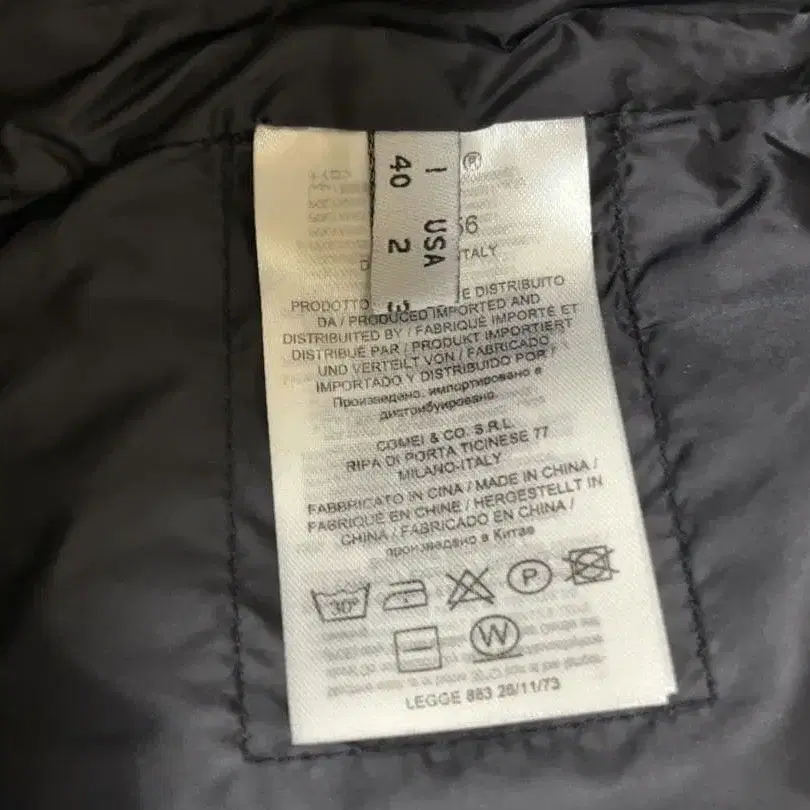 I USA
40 2 3
®
56
ITALY
PRODOTTO E DISTRIBUITO
DA / PRODUCED IMPORTED AND
DISTRIBUTED BY / FABRIQUÉ IMPORTÉ ET
DISTRIBUÉ PAR / PRODUKT IMPORTIERT
UND VERTEILT VON / FABRICADO
IMPORTADO Y DISTRIBUIDO POR /
Произведено, импортировано в
дистрибуировано
COMEI & CO. S.R.L.
RIPA DI PORTA TICINESE 77
MILANO-ITALY
FABBRICATO IN CINA / MADE IN CHINA /
FABRIQUÉ EN CHINE / HERGESTELLT IN
CHINA / FABRICADO EN CHINA /
произведено в Китае
30°
P
W
LEGGE 883 26/11/73